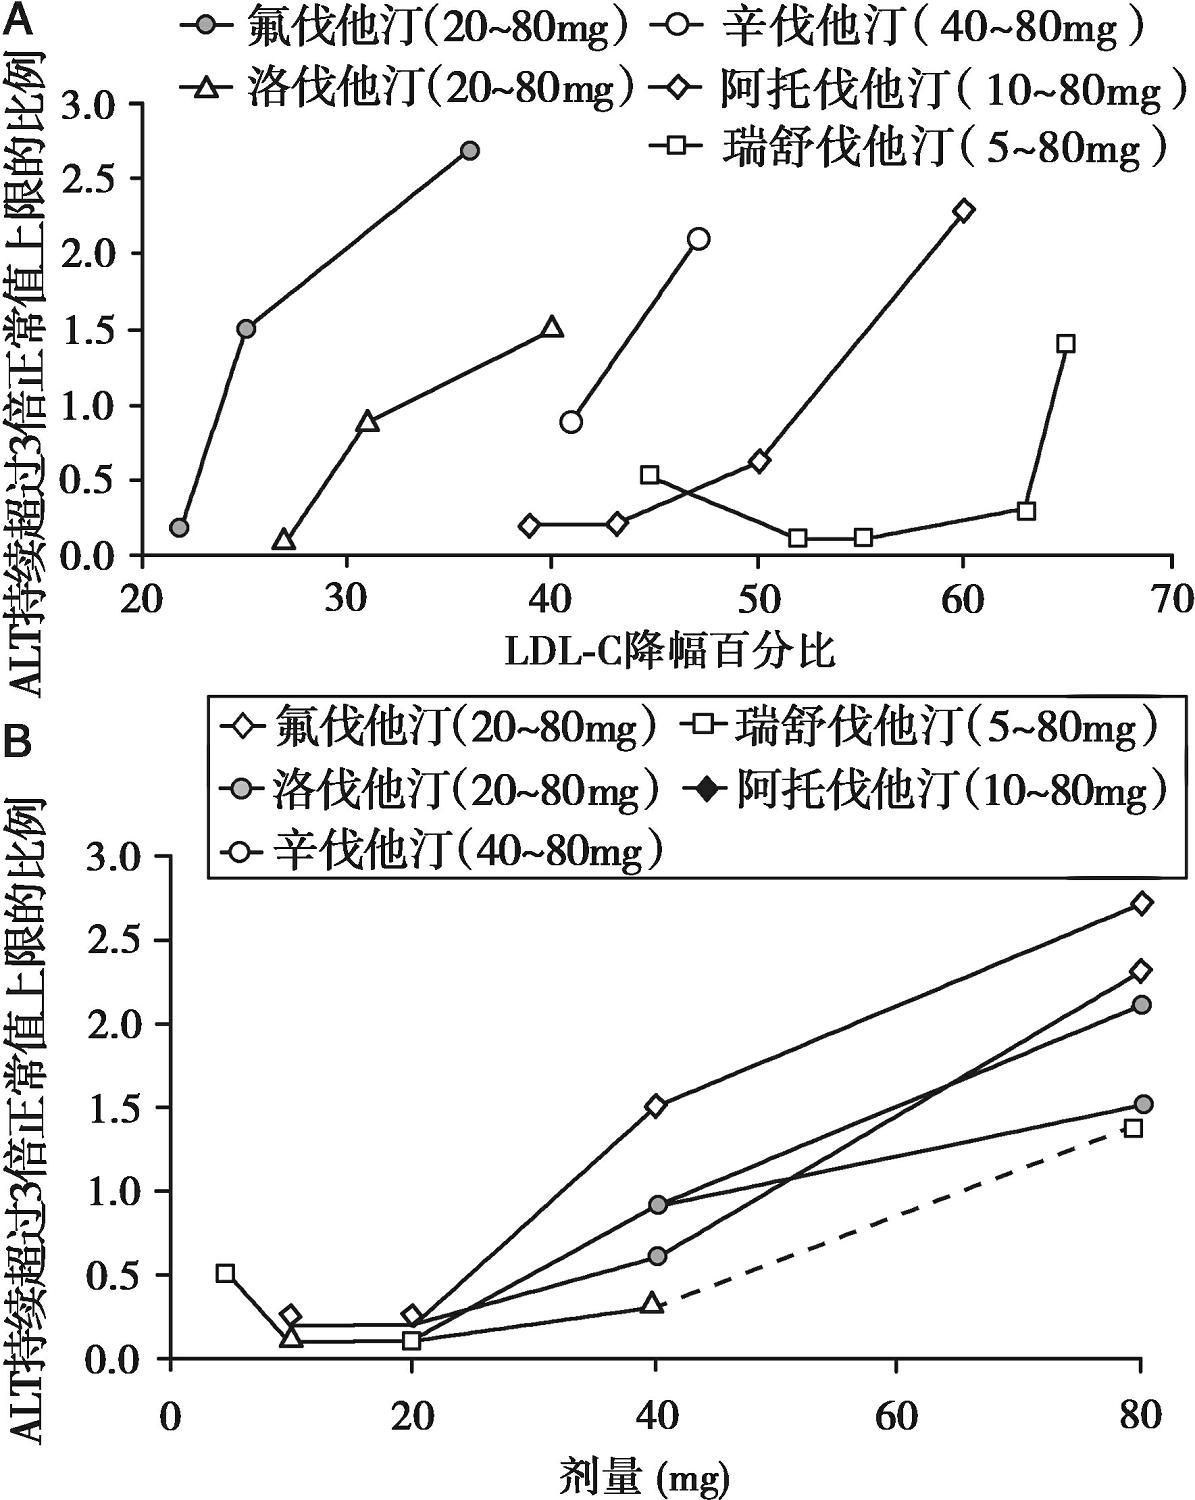 A
氟伐他汀(20~80mg) 辛伐他汀( 40~80mg )
洛伐他汀(20~80mg) 阿托伐他汀( 10~80mg )
瑞舒伐他汀( 5~80mg )
ALT持续超过3倍正常值上限的比例
3.0
2.5
2.0
1.5
1.0
0.5
0.0
20 30 40 50 60 70
LDL-C降幅百分比
B
氟伐他汀(20~80mg) 瑞舒伐他汀(5~80mg)
洛伐他汀(20~80mg) 阿托伐他汀(10~80mg)
辛伐他汀(40~80mg)
ALT持续超过3倍正常值上限的比例
3.0
2.5
2.0
1.5
1.0
0.5
0.0
0 20 40 60 80
剂量 (mg)